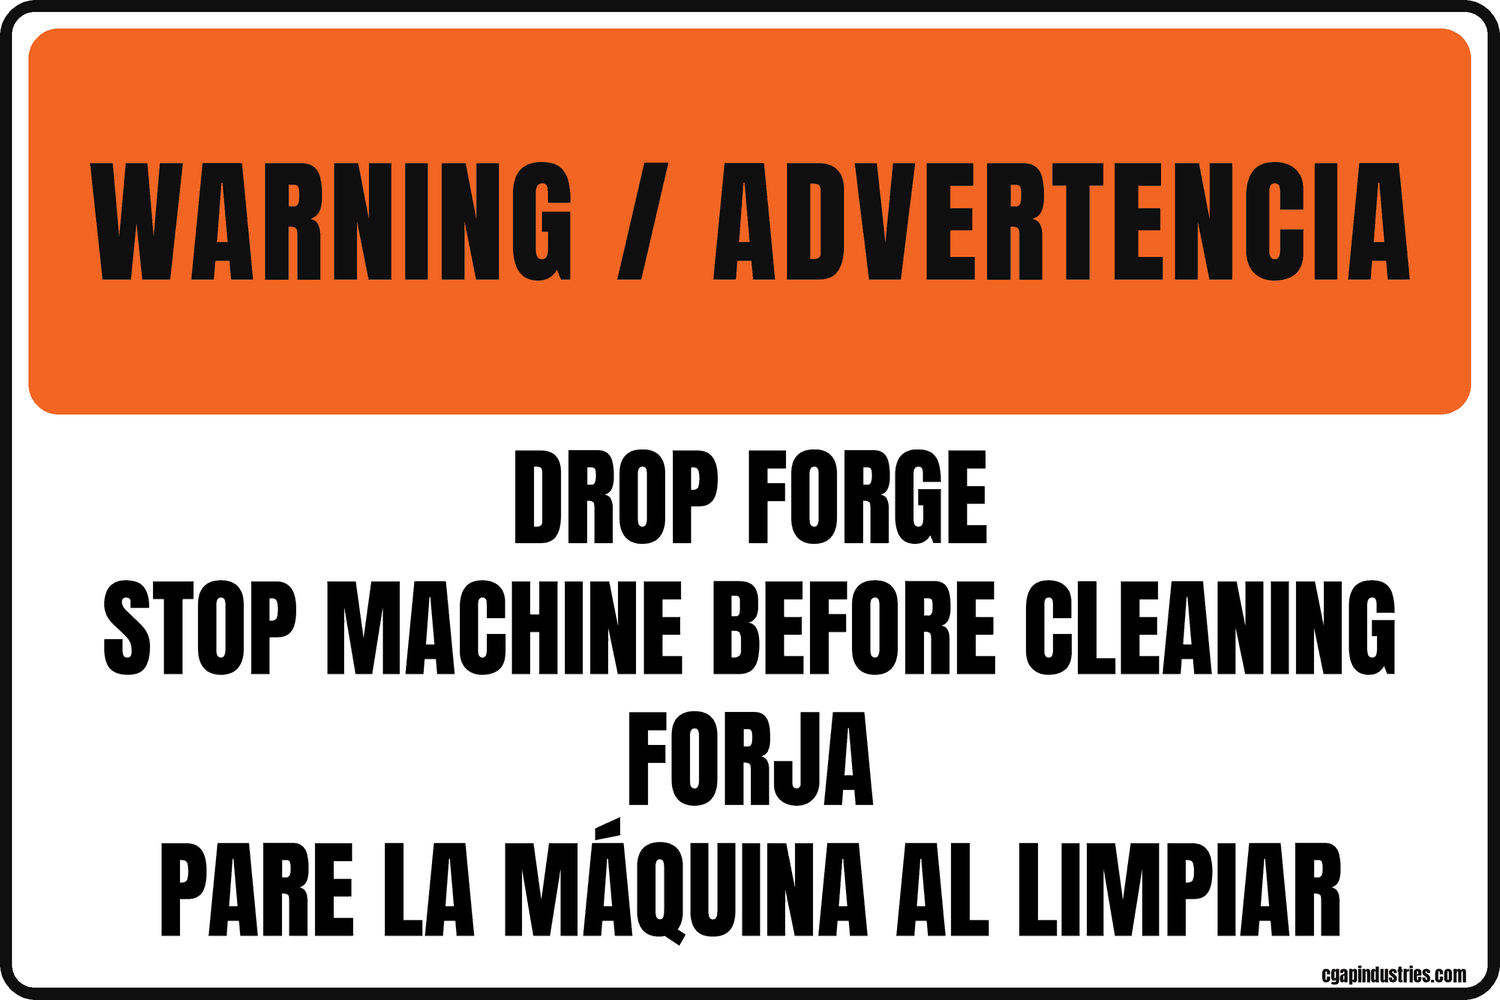 WARNING / ADVERTENCIA
DROP FORGE
STOP MACHINE BEFORE CLEANING
FORJA
PARE LA MÁQUINA AL LIMPIAR
cgapindustries.com